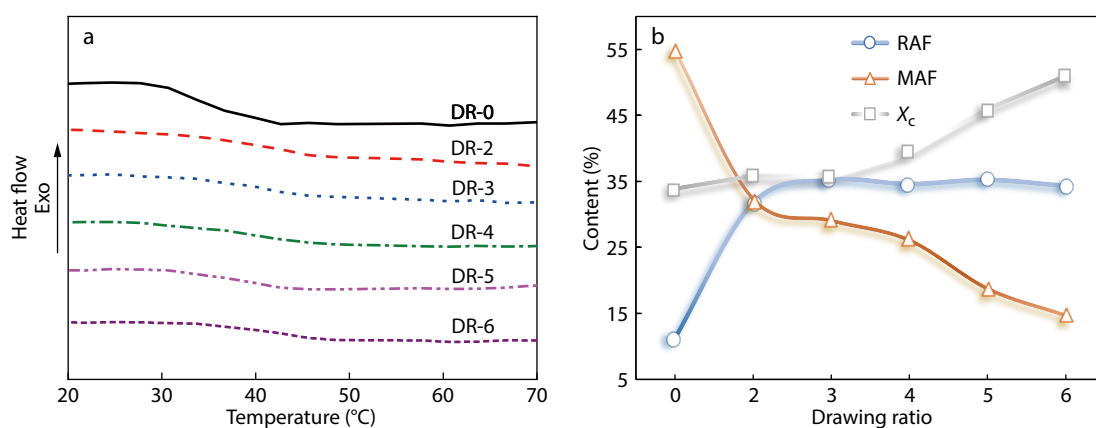 a
DR-0
DR-2
DR-3
DR-4
DR-5
DR-6
Heat flow
Exo
20 30 40 50 60 70
Temperature (°C)
b
RAF
MAF
Xc
55
45
35
25
15
5
Content (%)
0 2 3 4 5 6
Drawing ratio